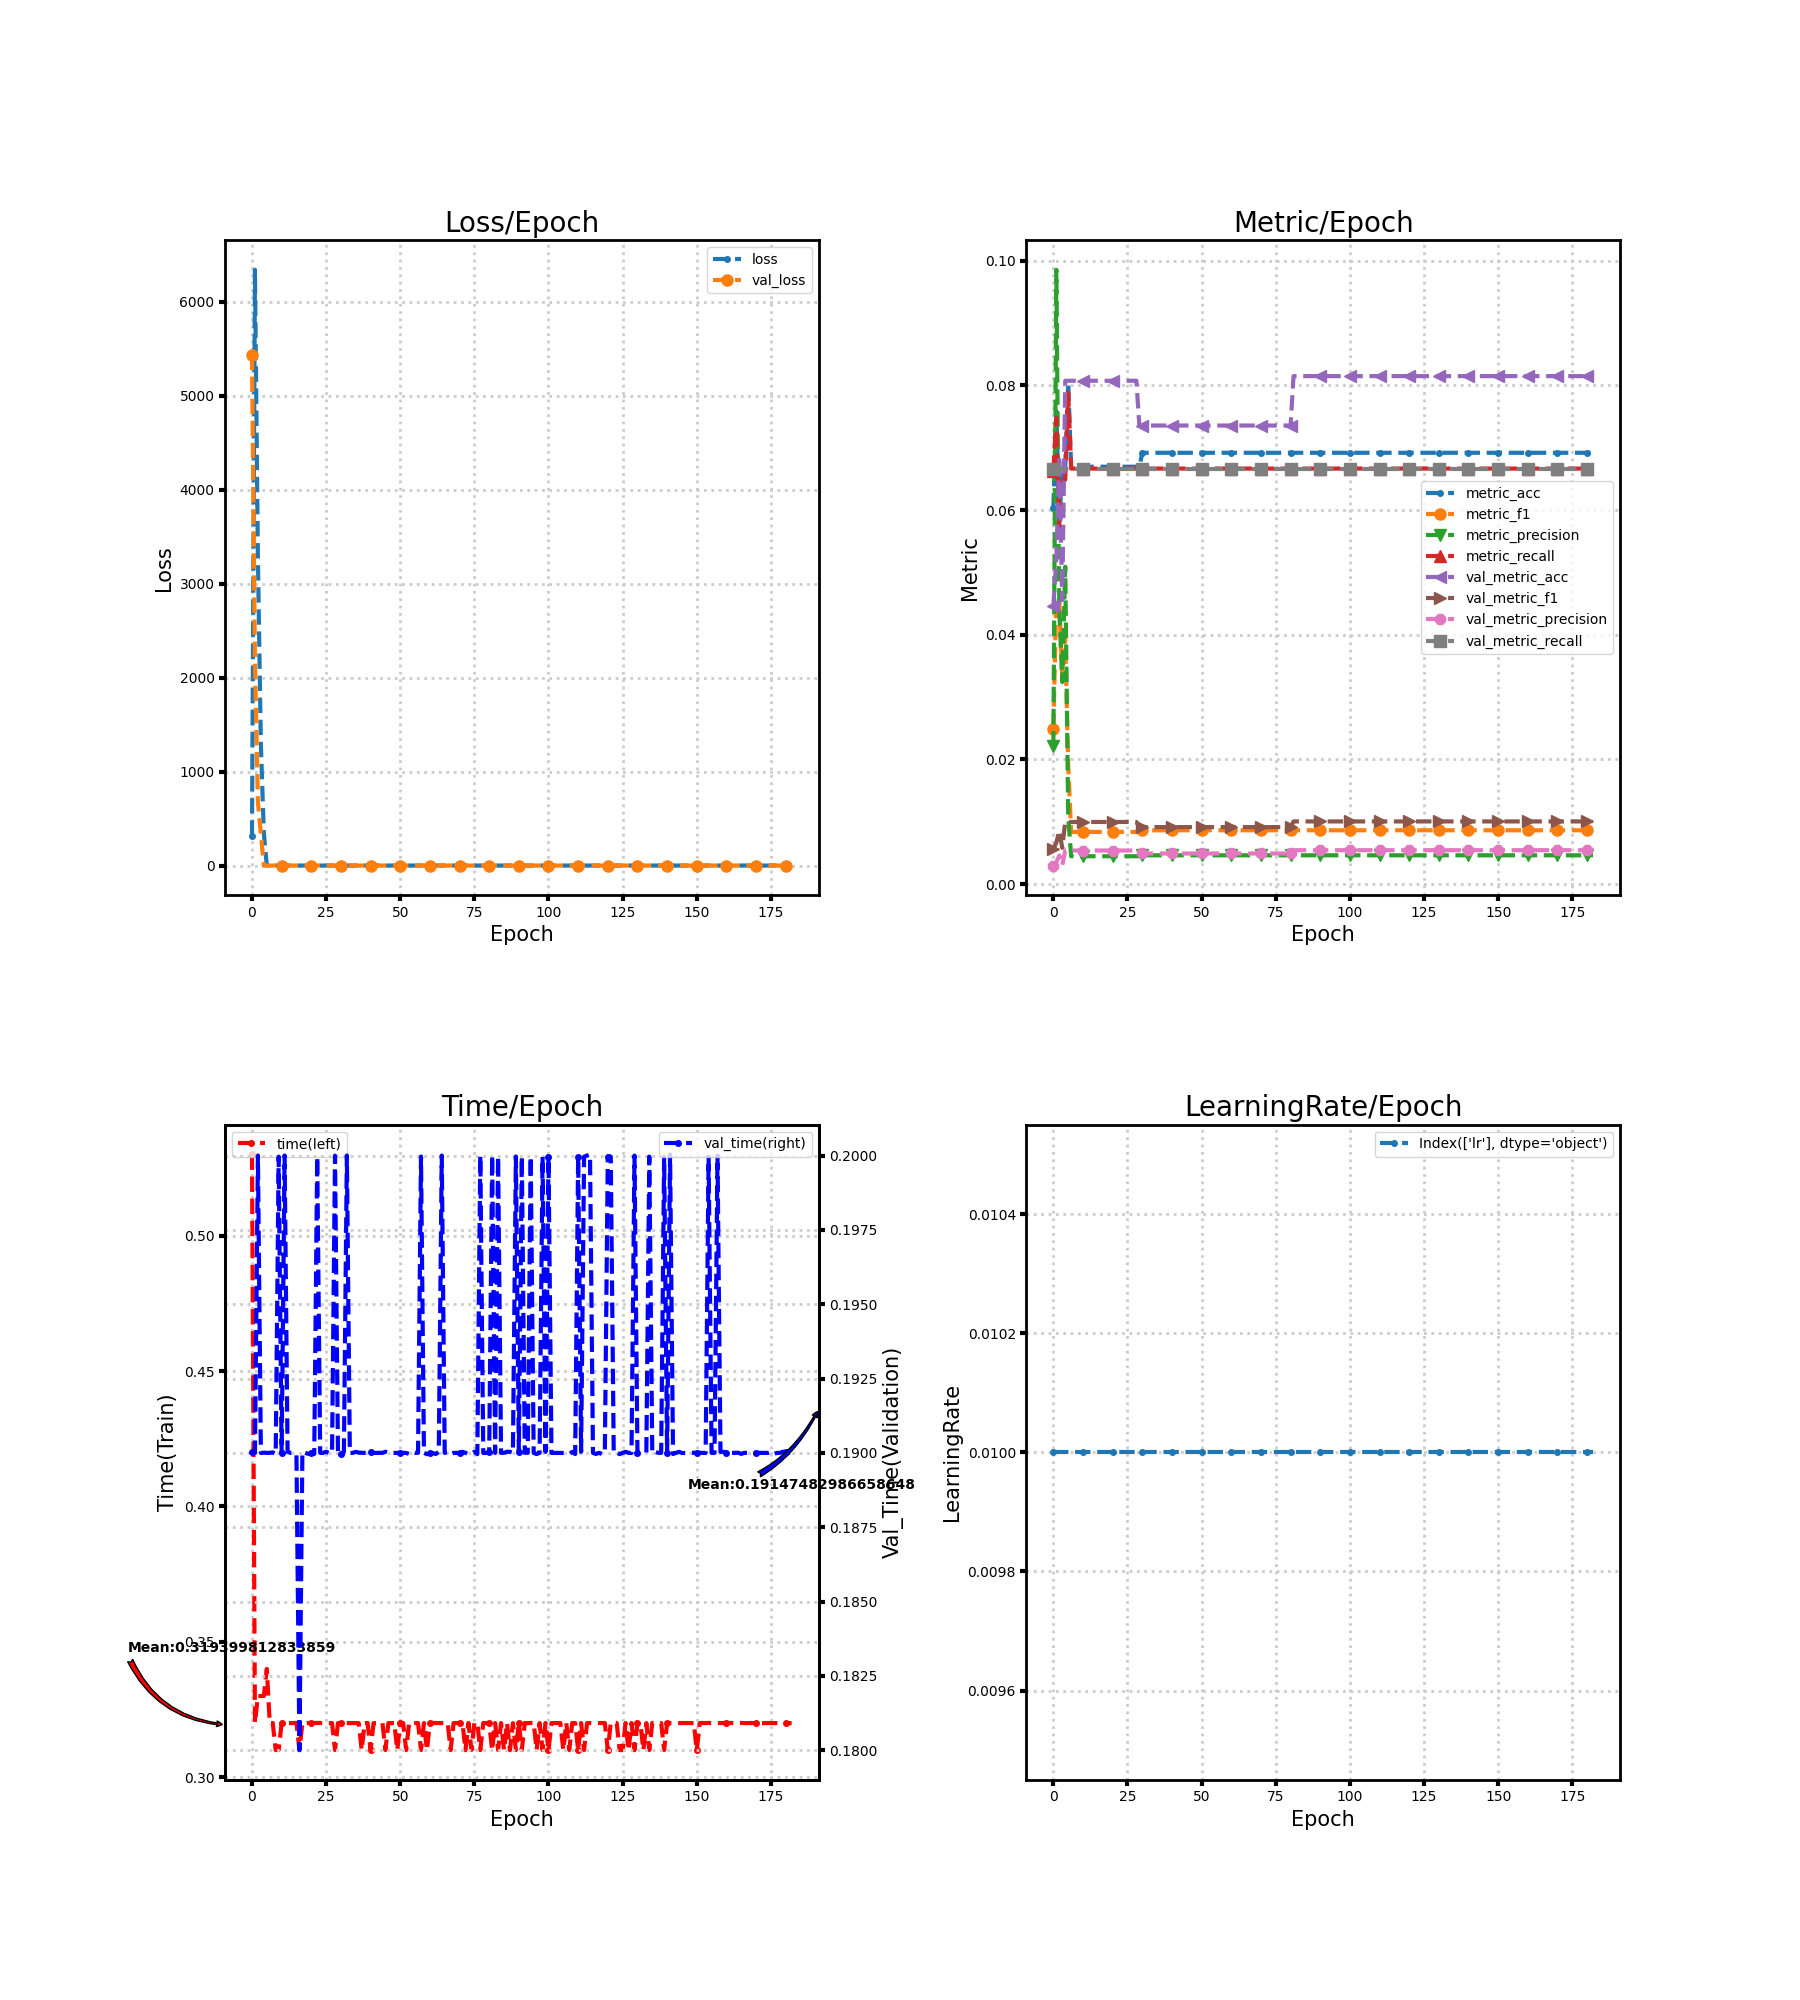 Loss/Epoch
loss
val_loss
6000
5000
4000
3000
2000
1000
0
Loss
0 25 50 75 100 125 150 175
Epoch
Metric/Epoch
0.10
0.08
0.06
0.04
0.02
0.00
Metric
metric_acc
metric_f1
metric_precision
metric_recall
val_metric_acc
val_metric_f1
val_metric_precision
val_metric_recall
0 25 50 75 100 125 150 175
Epoch
Time/Epoch
time(left)
val_time(right)
0.50
0.45
0.40
0.35
0.30
Time(Train)
Mean:0.319399812833859
0.2000
0.1975
0.1950
0.1925
0.1900
0.1875
0.1850
0.1825
0.1800
Val_Time(Validation)
Mean:0.19147482986658648
0 25 50 75 100 125 150 175
Epoch
LearningRate/Epoch
Index(['lr'], dtype='object')
0.0104
0.0102
0.0100
0.0098
0.0096
LearningRate
0 25 50 75 100 125 150 175
Epoch